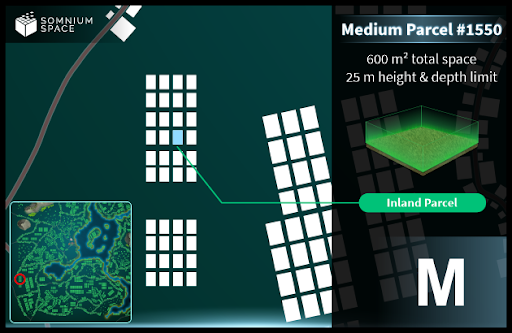 SOMNIUM
SPACE
Medium Parcel #1550
600 m² total space
25 m height & depth limit
Inland Parcel
M